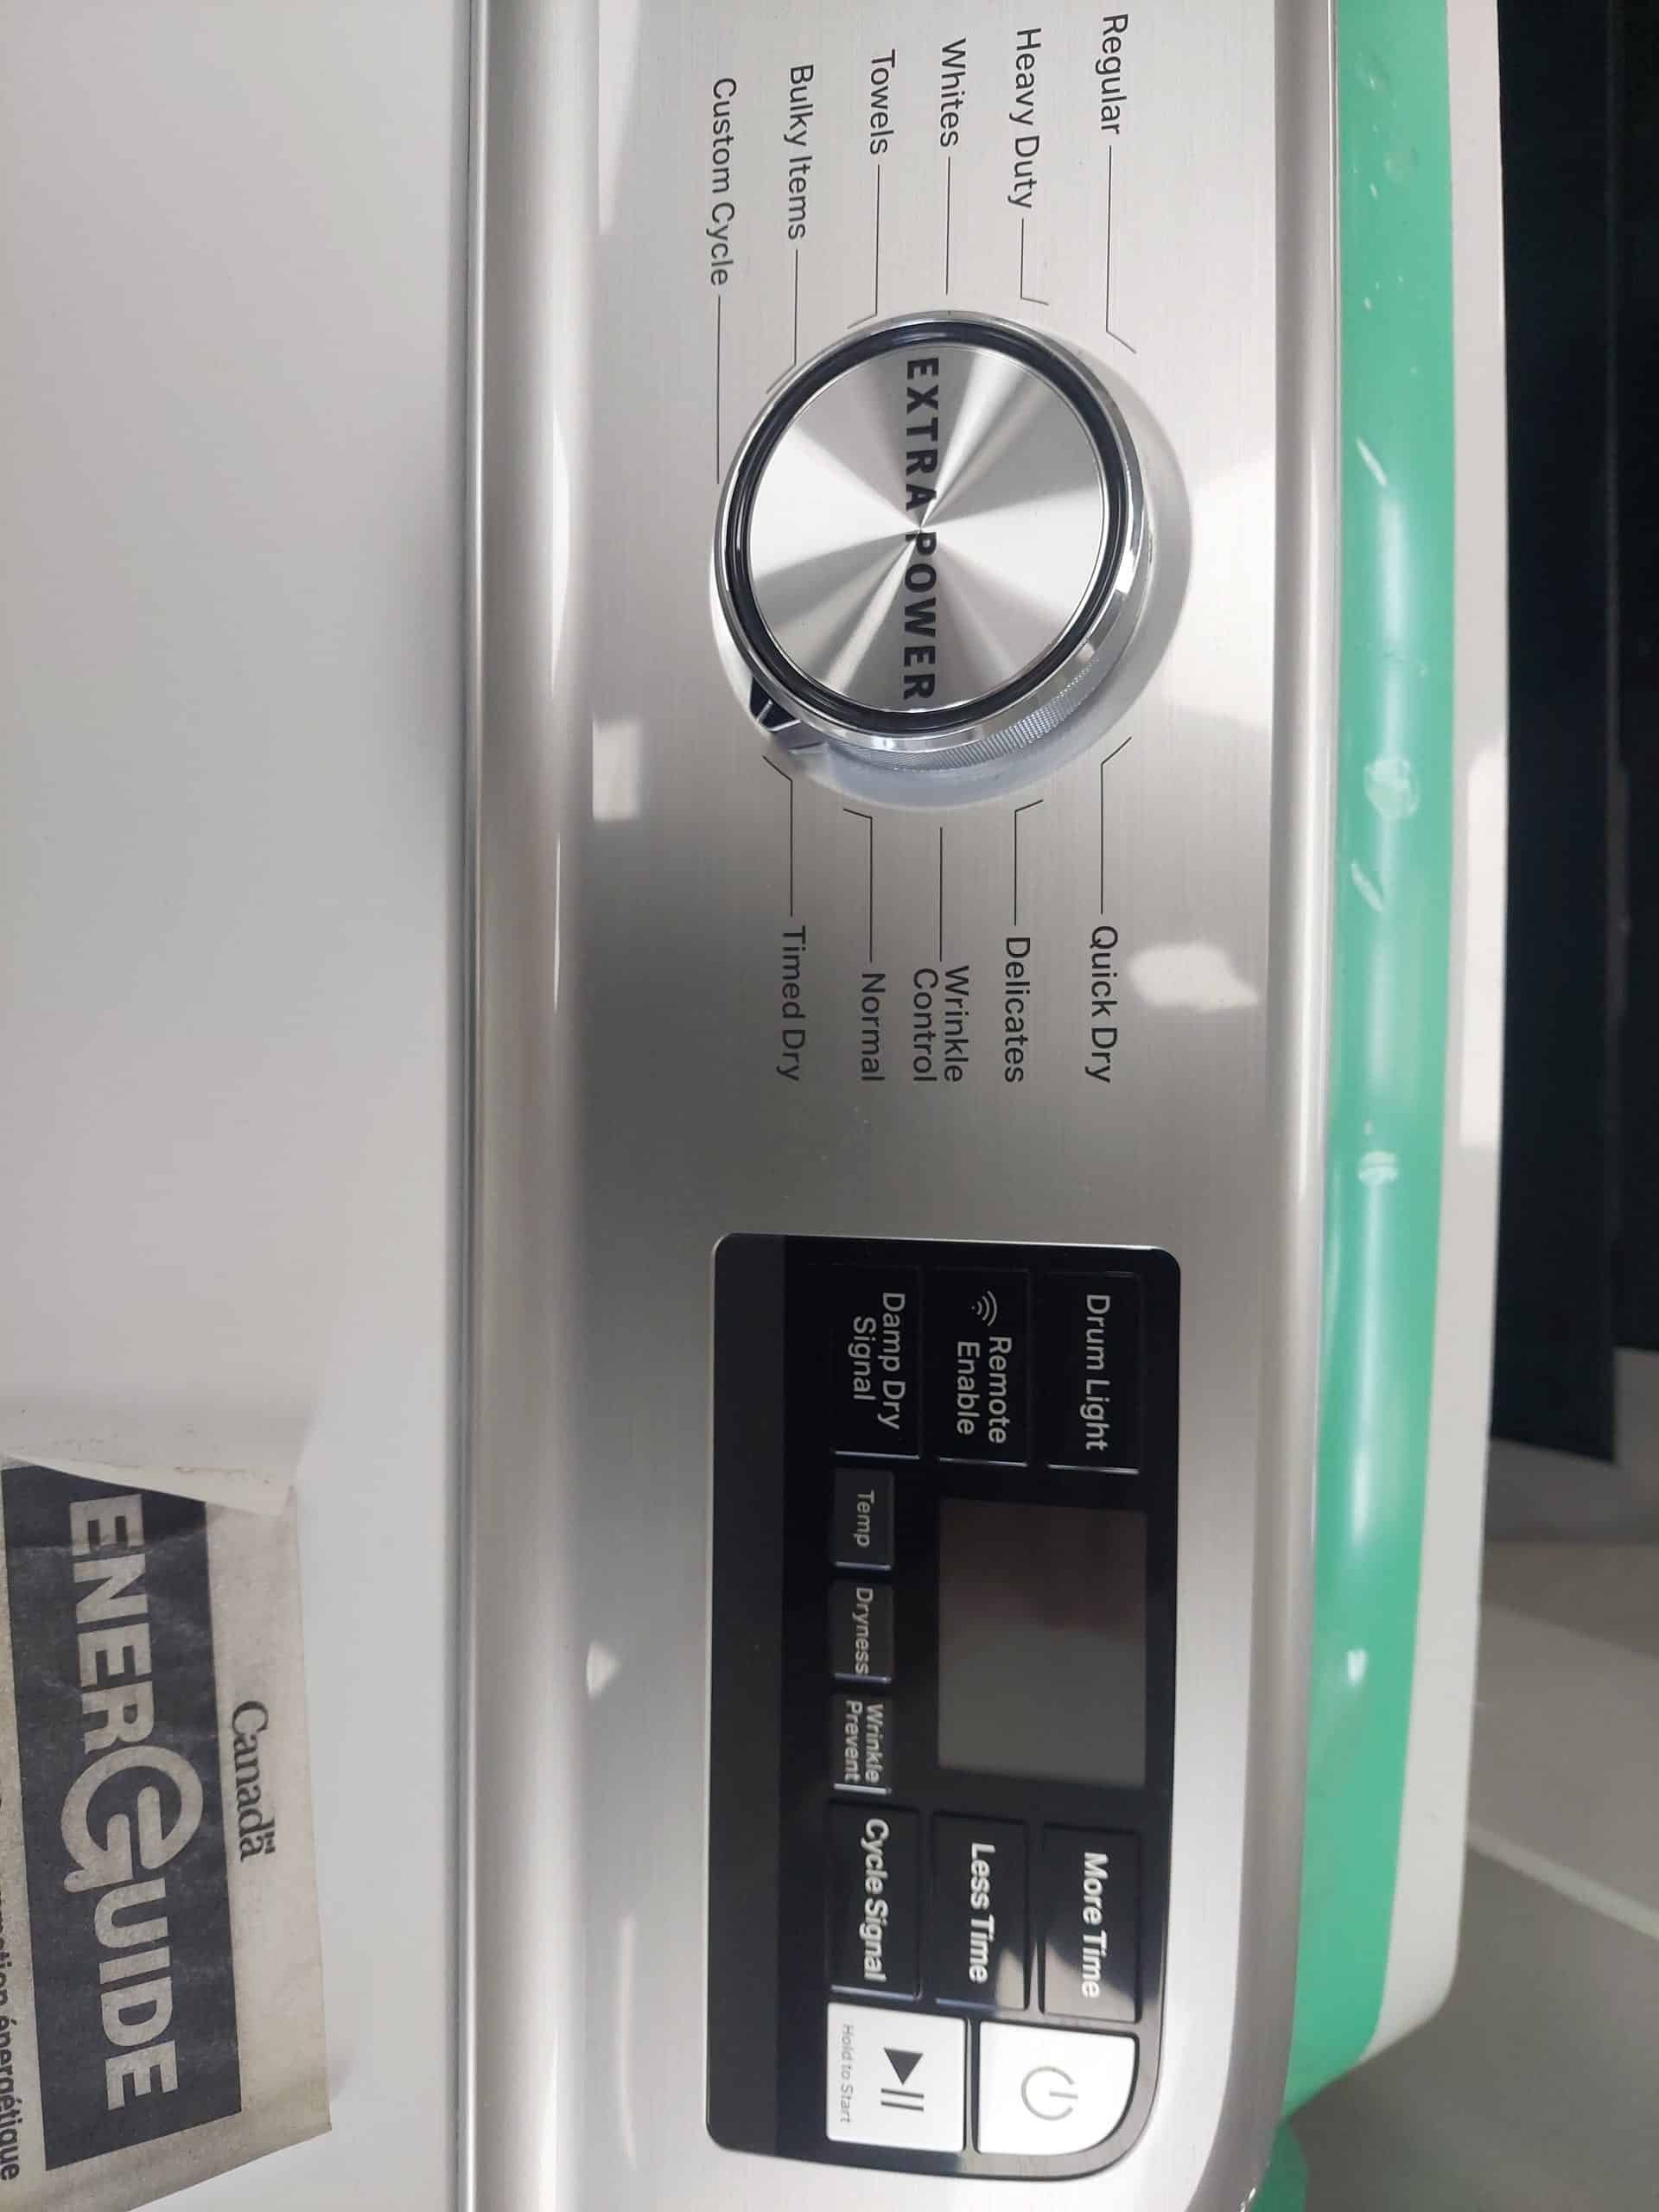 Regular
Heavy Duty
Whites
Towels
Bulky Items
Custom Cycle
EXTRA POWER
Quick Dry
Delicates
Wrinkle
Control
Normal
Timed Dry
Drum Light
Remote
Enable
Damp Dry
Signal
Temp
Dryness
Wrinkle
Prevent
More Time
Less Time
Cycle Signal
Hold to Start
Canada
ENERGUIDE
énergétique